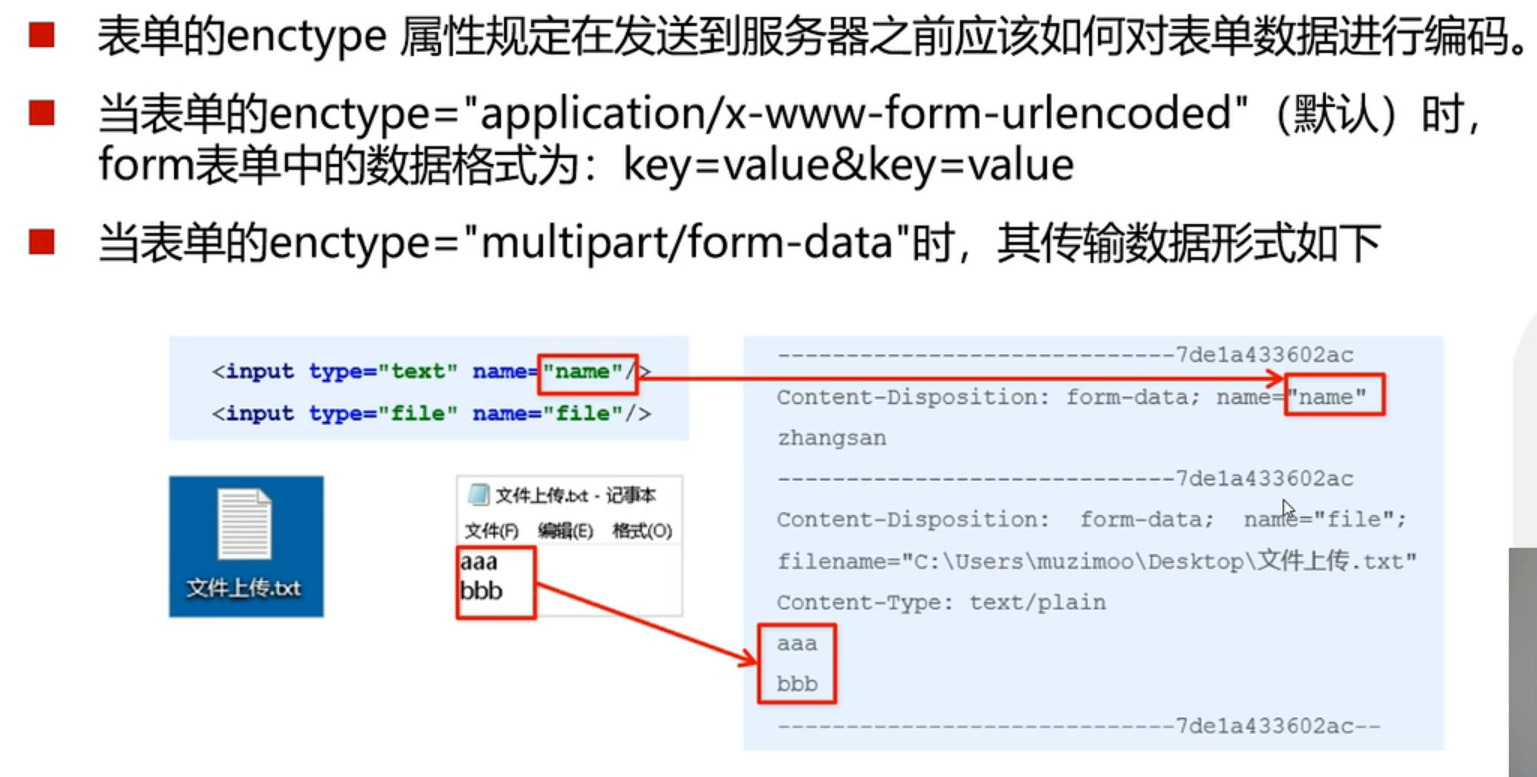 表单的enctype 属性规定在发送到服务器之前应该如何对表单数据进行编码。
当表单的enctype="application/x-www-form-urlencoded"（默认）时，
form表单中的数据格式为：key=value&key=value
当表单的enctype="multipart/form-data"时，其传输数据形式如下
<input type="text" name="name"/>
<input type="file" name="file"/>
文件上传.txt
文件上传.txt - 记事本
文件(F) 编辑(E) 格式(O)
aaa
bbb
-----------------------------7de1a433602ac
Content-Disposition: form-data; name="name"
zhangsan
-----------------------------7de1a433602ac
Content-Disposition: form-data; name="file";
filename="C:\Users\muzimoo\Desktop\文件上传.txt"
Content-Type: text/plain
aaa
bbb
-----------------------------7de1a433602ac--